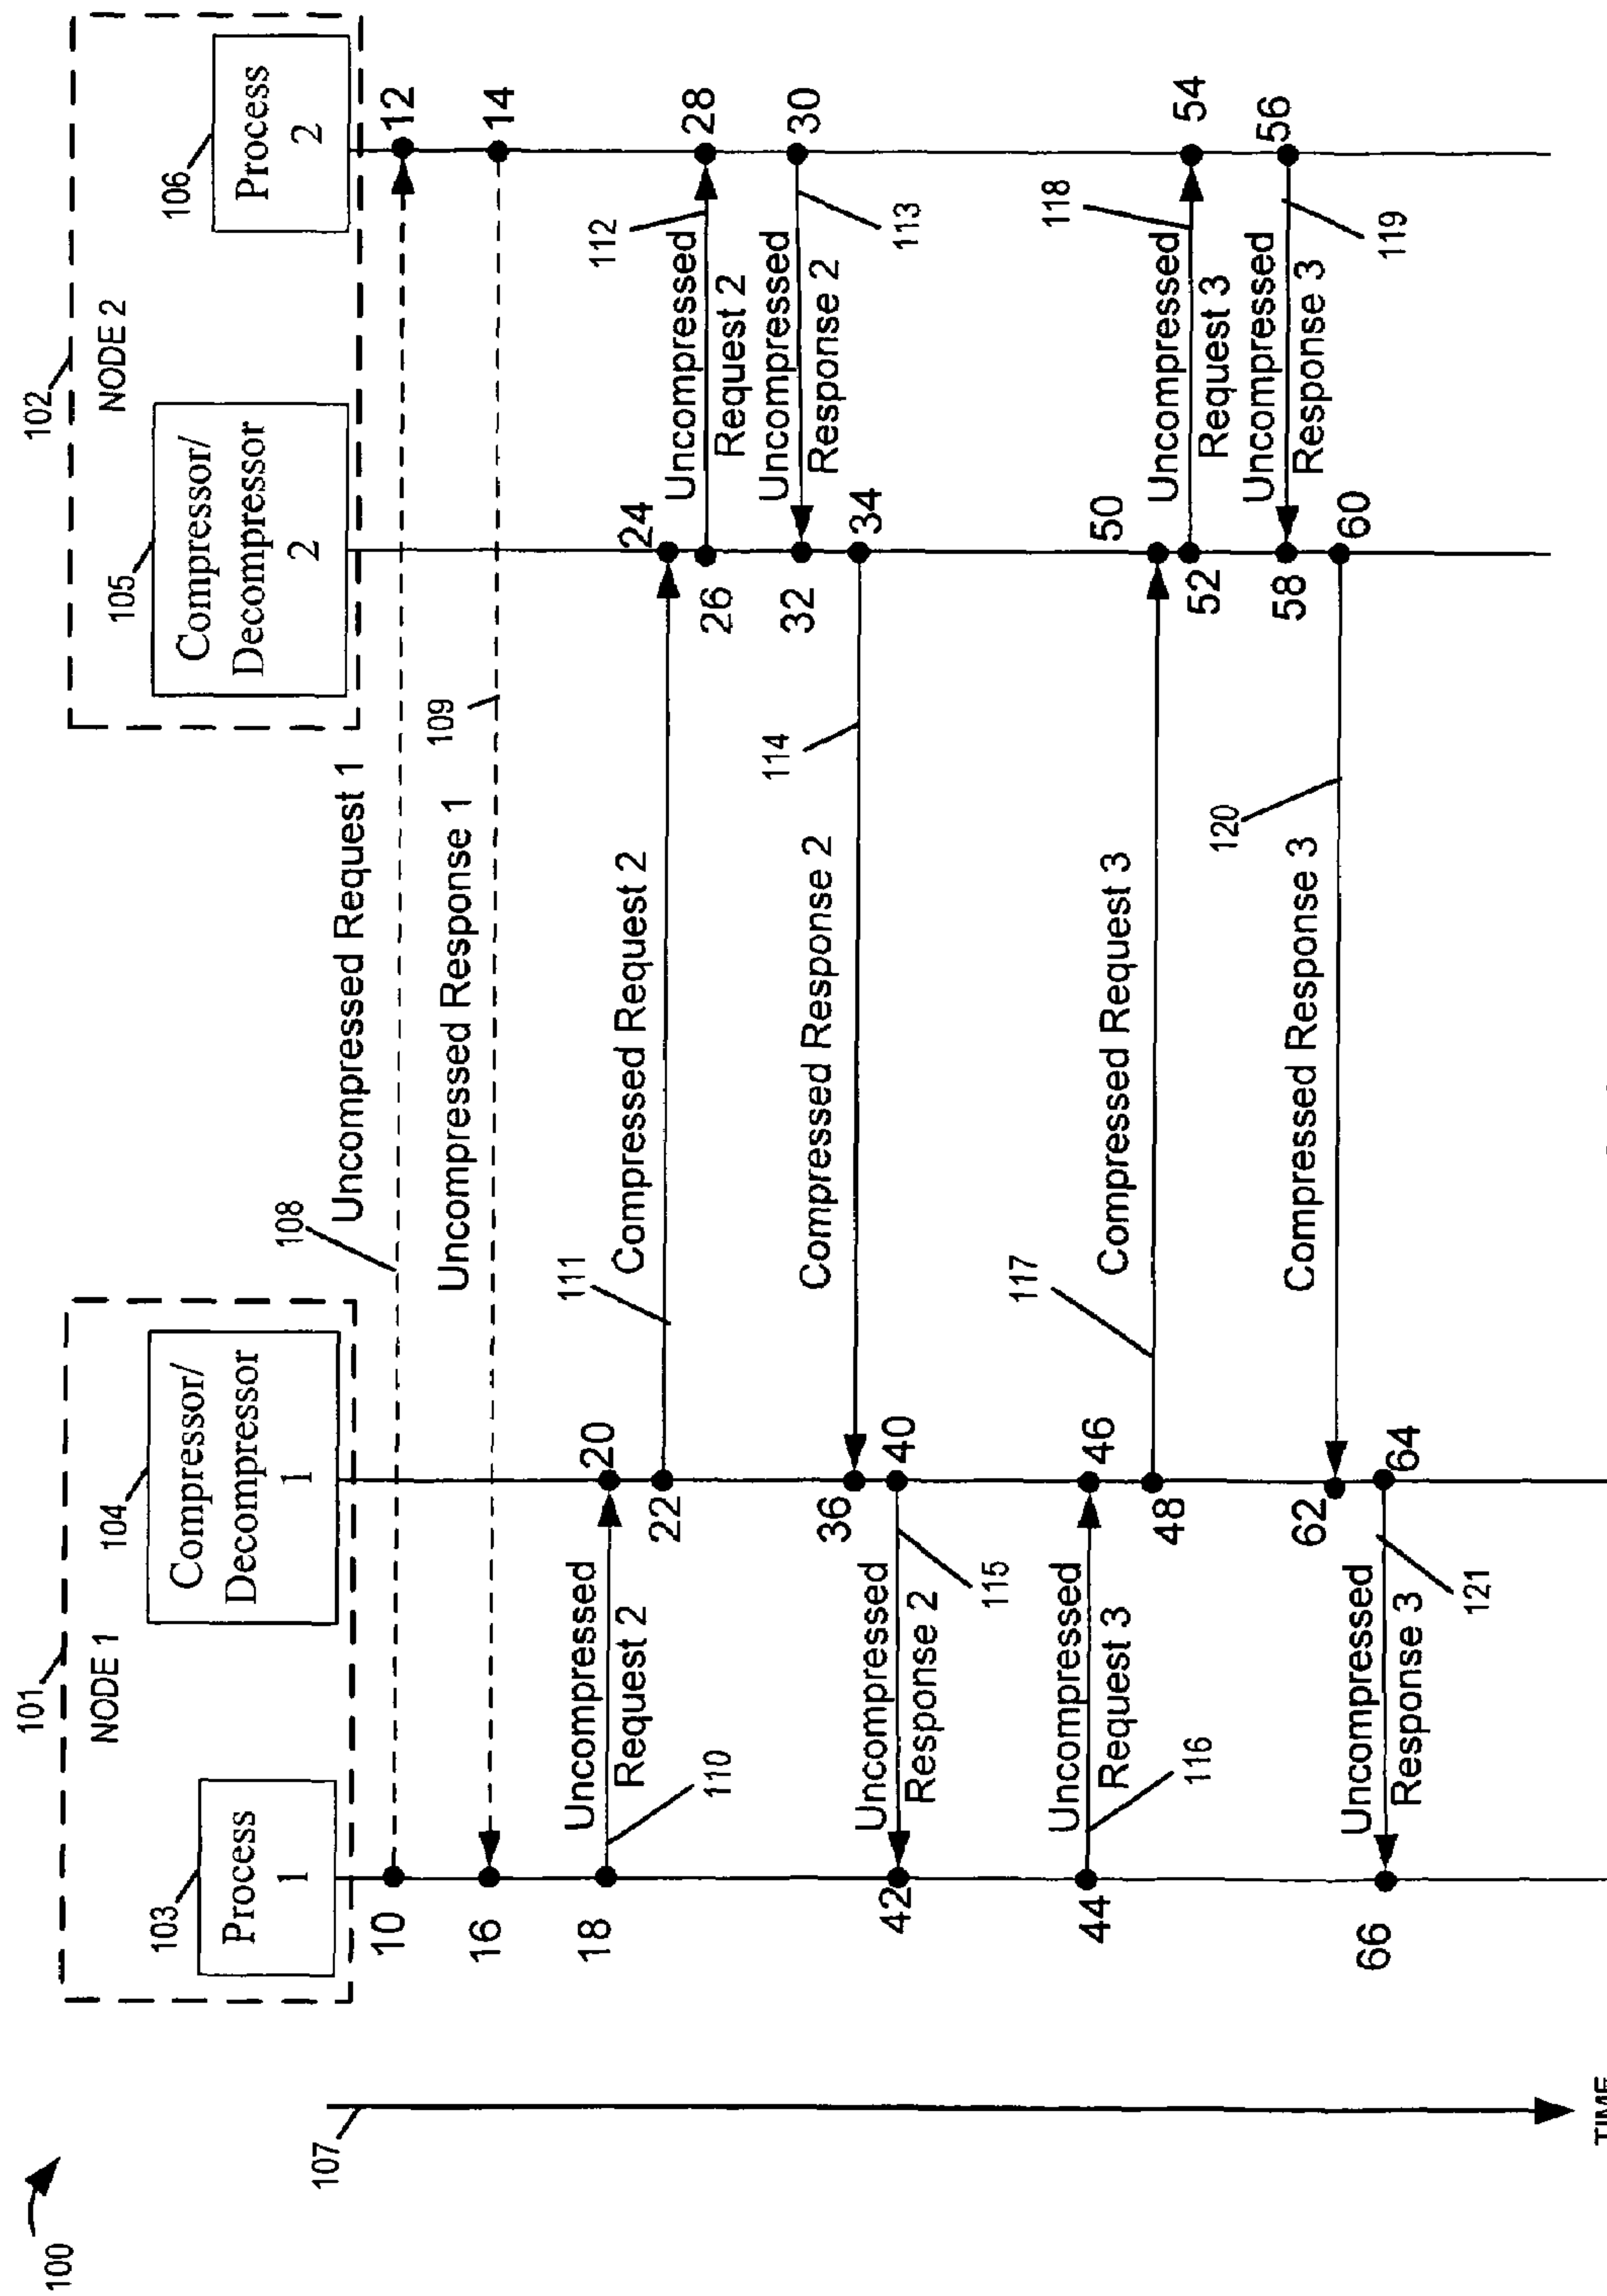 100
101
NODE 1
103
Process
1
104
Compressor/
Decompressor
1
102
NODE 2
105
Compressor/
Decompressor
2
106
Process
2
107
TIME
10
108
Uncompressed Request 1
12
16
Uncompressed Response 1
109
14
18
Uncompressed
Request 2
110
20
22
111
Compressed Request 2
24
26
Uncompressed
Request 2
112
28
Uncompressed
Response 2
113
30
32
34
114
Compressed Response 2
36
40
Uncompressed
Response 2
115
42
44
Uncompressed
Request 3
116
46
48
117
Compressed Request 3
50
52
Uncompressed
Request 3
118
54
Uncompressed
Response 3
119
56
58
60
120
Compressed Response 3
62
64
Uncompressed
Response 3
121
66